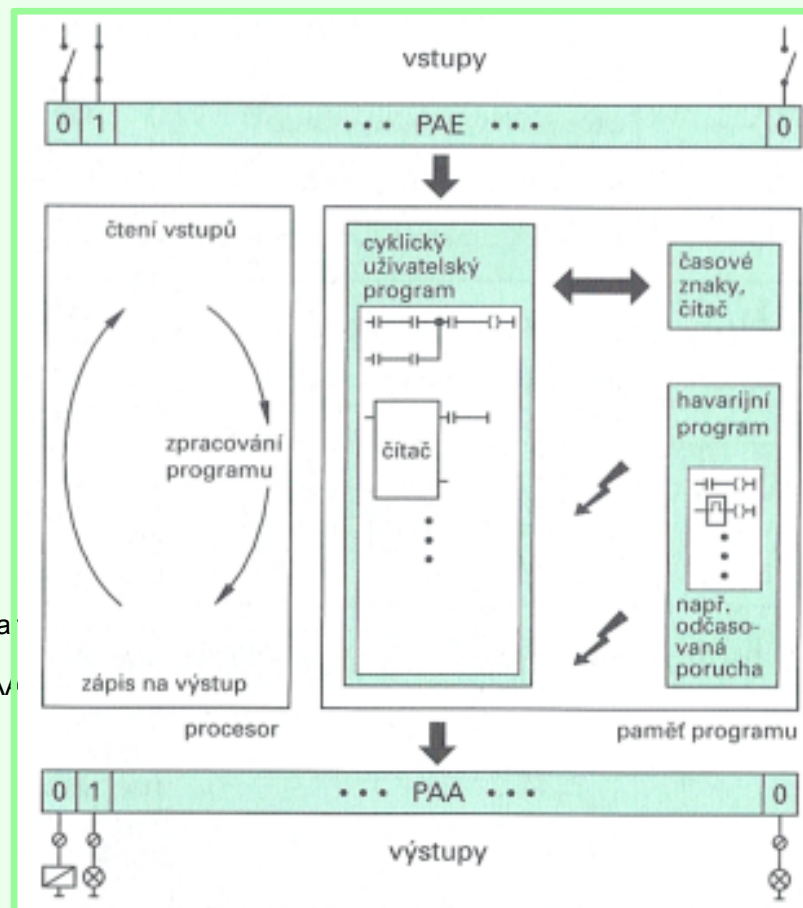 vstupy
0 1 • • • PAE • • • 0
čtení vstupů
zpracování
programu
zápis na výstup
procesor
cyklický
uživatelský
program
čítač
časové
znaky,
čítač
havarijní
program
např.
odčaso-
vaná
porucha
paměť programu
0 1 • • • PAA • • • 0
výstupy
a